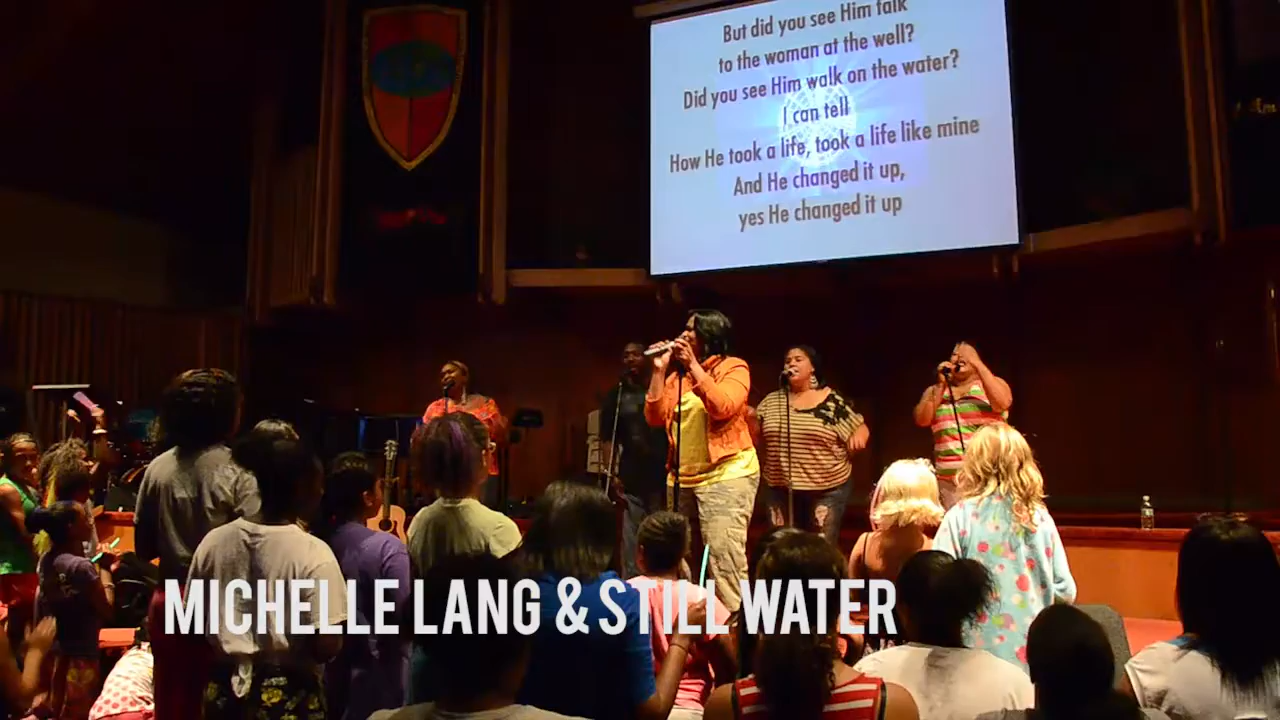 But did you see Him talk
to the woman at the well?
Did you see Him walk on the water?
I can tell
How He took a life, took a life like mine
And He changed it up,
yes He changed it up
MICHELLE LANG & STILL WATER